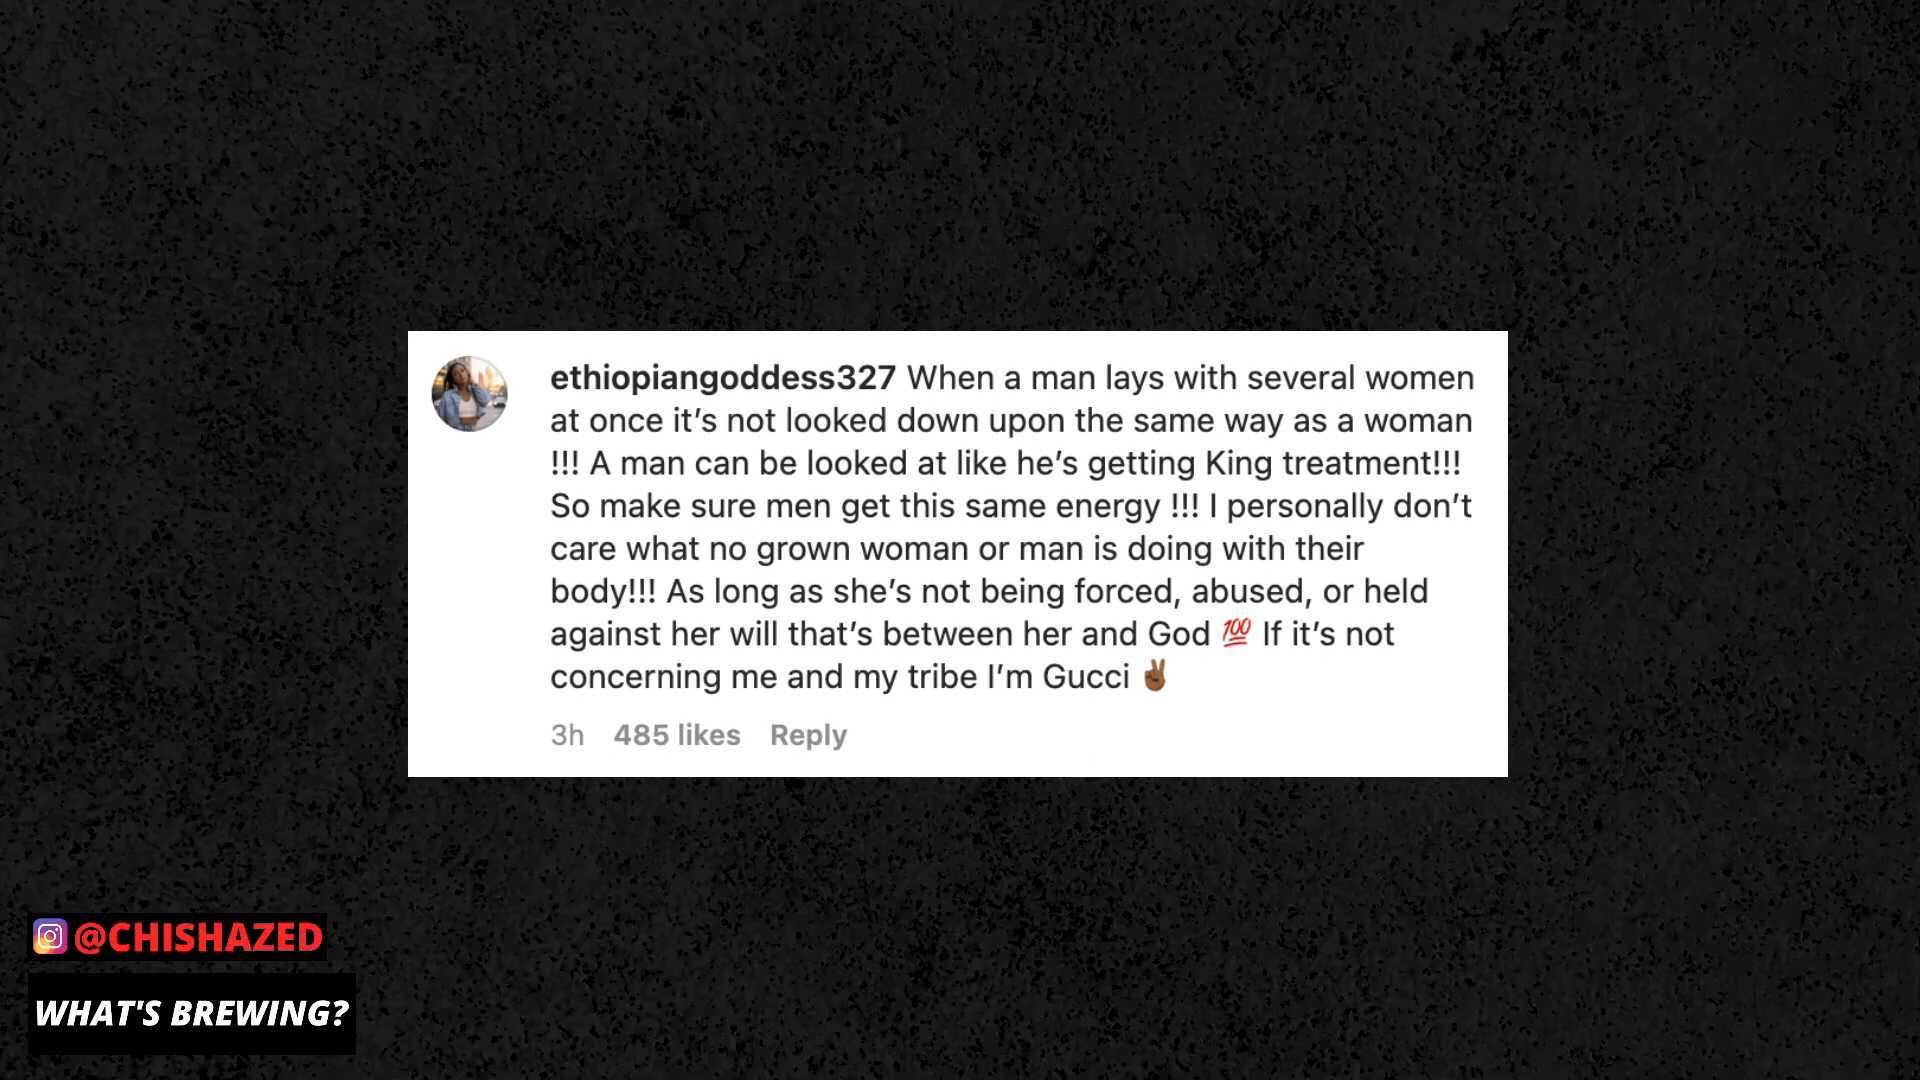 ethiopiangoddess327 When a man lays with several women
at once it’s not looked down upon the same way as a woman
!!! A man can be looked at like he’s getting King treatment!!!
So make sure men get this same energy !!! I personally don’t
care what no grown woman or man is doing with their
body!!! As long as she’s not being forced, abused, or held
against her will that’s between her and God 💯 If it’s not
concerning me and my tribe I’m Gucci ✌🏾
3h 485 likes Reply
@CHISHAZED
WHAT'S BREWING?